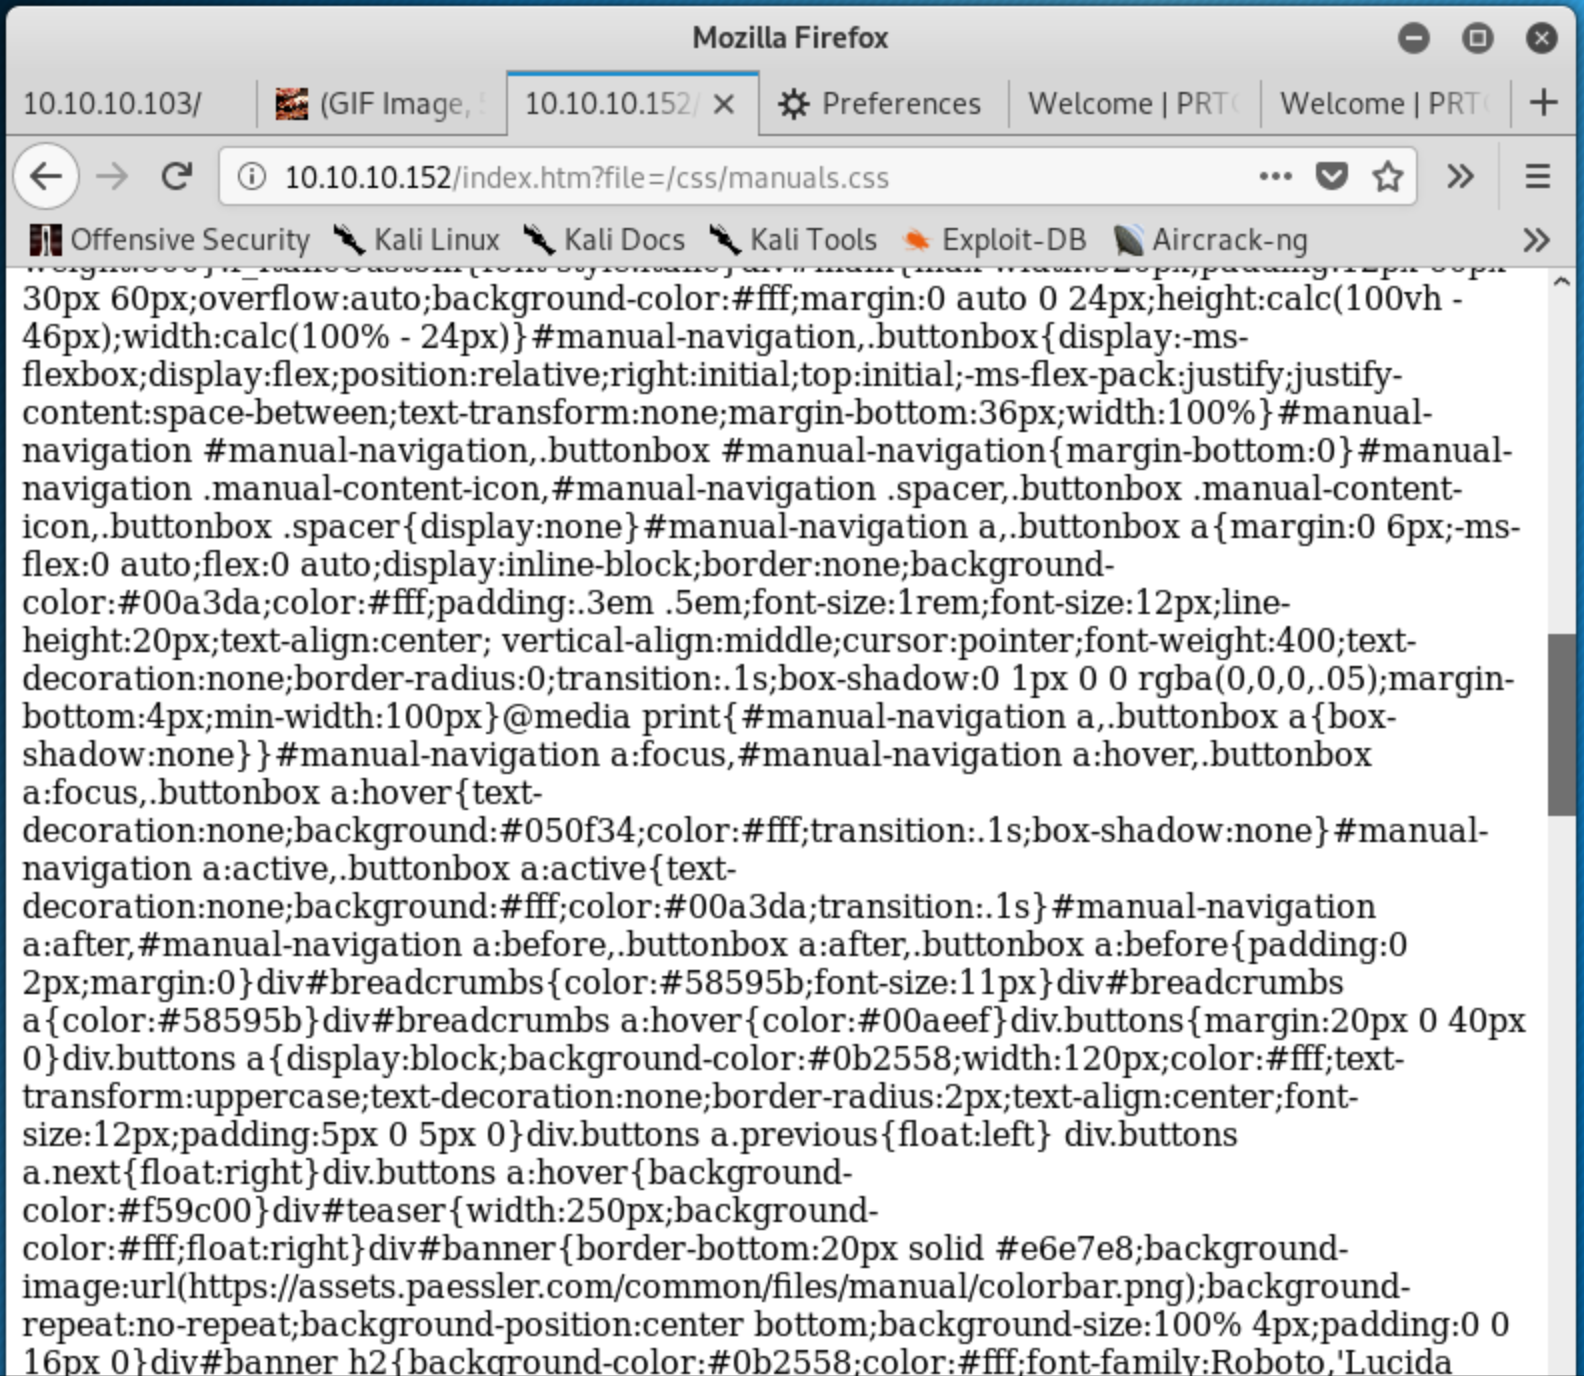 Mozilla Firefox
10.10.10.103/
(GIF Image,
10.10.10.152/
Preferences
Welcome | PRTG
Welcome | PRT
10.10.10.152/index.htm?file=/css/manuals.css
Offensive Security
Kali Linux
Kali Docs
Kali Tools
Exploit-DB
Aircrack-ng
30px 60px;overflow:auto;background-color:#fff;margin:0 auto 0 24px;height:calc(100vh -
46px);width:calc(100% - 24px)}#manual-navigation,.buttonbox{display:-ms-
flexbox;display:flex;position:relative;right:initial;top:initial;-ms-flex-pack:justify;justify-
content:space-between;text-transform:none;margin-bottom:36px;width:100%}#manual-
navigation #manual-navigation,.buttonbox #manual-navigation{margin-bottom:0}#manual-
navigation .manual-content-icon,#manual-navigation .spacer,.buttonbox .manual-content-
icon,.buttonbox .spacer{display:none}#manual-navigation a,.buttonbox a{margin:0 6px;-ms-
flex:0 auto;flex:0 auto;display:inline-block;border:none;background-
color:#00a3da;color:#fff;padding:.3em .5em;font-size:1rem;font-size:12px;line-
height:20px;text-align:center; vertical-align:middle;cursor:pointer;font-weight:400;text-
decoration:none;border-radius:0;transition:.1s;box-shadow:0 1px 0 0 rgba(0,0,0,.05);margin-
bottom:4px;min-width:100px}@media print{#manual-navigation a,.buttonbox a{box-
shadow:none}}#manual-navigation a:focus,#manual-navigation a:hover,.buttonbox
a:focus,.buttonbox a:hover{text-
decoration:none;background:#050f34;color:#fff;transition:.1s;box-shadow:none}#manual-
navigation a:active,.buttonbox a:active{text-
decoration:none;background:#fff;color:#00a3da;transition:.1s}#manual-navigation
a:after,#manual-navigation a:before,.buttonbox a:after,.buttonbox a:before{padding:0
2px;margin:0}div#breadcrumbs{color:#58595b;font-size:11px}div#breadcrumbs
a{color:#58595b}div#breadcrumbs a:hover{color:#00aeef}div.buttons{margin:20px 0 40px
0}div.buttons a{display:block;background-color:#0b2558;width:120px;color:#fff;text-
transform:uppercase;text-decoration:none;border-radius:2px;text-align:center;font-
size:12px;padding:5px 0 5px 0}div.buttons a.previous{float:left} div.buttons
a.next{float:right}div.buttons a:hover{background-
color:#f59c00}div#teaser{width:250px;background-
color:#fff;float:right}div#banner{border-bottom:20px solid #e6e7e8;background-
image:url(https://assets.paessler.com/common/files/manual/colorbar.png);background-
repeat:no-repeat;background-position:center bottom;background-size:100% 4px;padding:0 0
16px 0}div#banner h2{background-color:#0b2558;color:#fff;font-family:Roboto,'Lucida